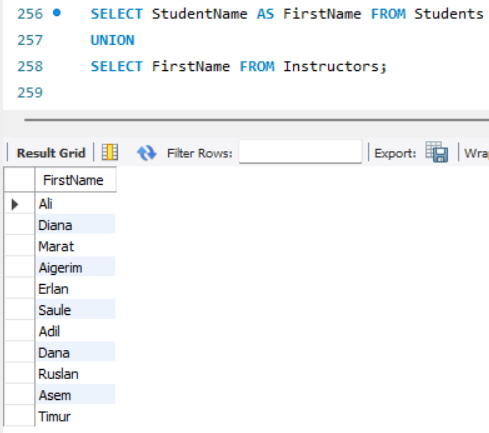 256 SELECT StudentName AS FirstName FROM Students
257 UNION
258 SELECT FirstName FROM Instructors;
259
Result Grid Filter Rows: Export: Wra
FirstName
Ali
Diana
Marat
Aigerim
Erlan
Saule
Adil
Dana
Ruslan
Asem
Timur